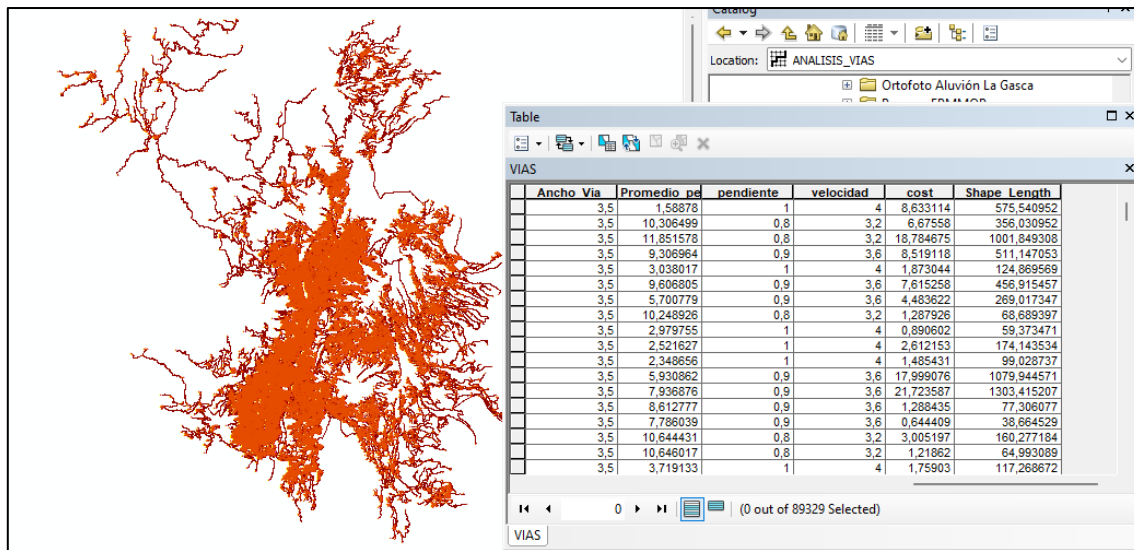 Catalog
Location: ANALISIS_VIAS
Ortofoto Aluvión La Gasca
Table
VIAS
Ancho_Via Promedio_pe pendiente velocidad cost Shape_Length
3,5 1,58878 1 4 8,633114 575,540952
3,5 10,306499 0,8 3,2 6,67558 356,030952
3,5 11,851578 0,8 3,2 18,784675 1001,849308
3,5 9,306964 0,9 3,6 8,519118 511,147053
3,5 3,038017 1 4 1,873044 124,869569
3,5 9,606805 0,9 3,6 7,615258 456,915457
3,5 5,700779 0,9 3,6 4,483622 269,017347
3,5 10,248926 0,8 3,2 1,287926 68,689397
3,5 2,979755 1 4 0,890602 59,373471
3,5 2,521627 1 4 2,612153 174,143534
3,5 2,348656 1 4 1,485431 99,028737
3,5 5,930862 0,9 3,6 17,999076 1079,944571
3,5 7,936876 0,9 3,6 21,723587 1303,415207
3,5 8,612777 0,9 3,6 1,288435 77,306077
3,5 7,786039 0,9 3,6 0,644409 38,664529
3,5 10,644431 0,8 3,2 3,005197 160,277184
3,5 10,646017 0,8 3,2 1,21862 64,993089
3,5 3,719133 1 4 1,75903 117,268672
0 (0 out of 89329 Selected)
VIAS